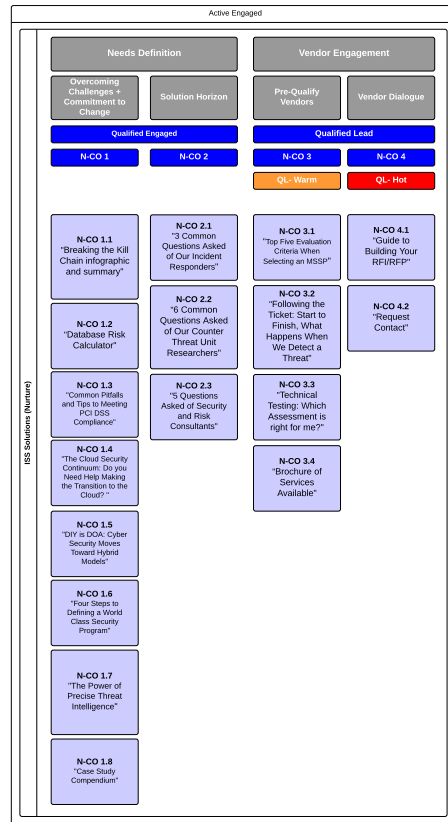 Active Engaged
ISS Solutions (Nurture)
Needs Definition
Vendor Engagement
Overcoming
Challenges +
Commitment to
Change
Solution Horizon
Pre-Qualify
Vendors
Vendor Dialogue
Qualified Engaged
Qualified Lead
N-CO 1
N-CO 2
N-CO 3
N-CO 4
QL- Warm
QL- Hot
N-CO 1.1
"Breaking the Kill
Chain infographic
and summary"
N-CO 1.2
"Database Risk
Calculator"
N-CO 1.3
"Common Pitfalls
and Tips to Meeting
PCI DSS
Compliance"
N-CO 1.4
"The Cloud Security
Continuum: Do you
Need Help Making
the Transition to the
Cloud? "
N-CO 1.5
"DIY is DOA: Cyber
Security Moves
Toward Hybrid
Models"
N-CO 1.6
"Four Steps to
Defining a World
Class Security
Program"
N-CO 1.7
"The Power of
Precise Threat
Intelligence"
N-CO 1.8
"Case Study
Compendium"
N-CO 2.1
"3 Common
Questions Asked
of Our Incident
Responders"
N-CO 2.2
"6 Common
Questions Asked
of Our Counter
Threat Unit
Researchers"
N-CO 2.3
"5 Questions
Asked of Security
and Risk
Consultants"
N-CO 3.1
"Top Five Evaluation
Criteria When
Selecting an MSSP"
N-CO 3.2
"Following the
Ticket: Start to
Finish, What
Happens When
We Detect a
Threat"
N-CO 3.3
"Technical
Testing: Which
Assessment is
right for me?"
N-CO 3.4
"Brochure of
Services
Available"
N-CO 4.1
"Guide to
Building Your
RFI/RFP"
N-CO 4.2
"Request
Contact"